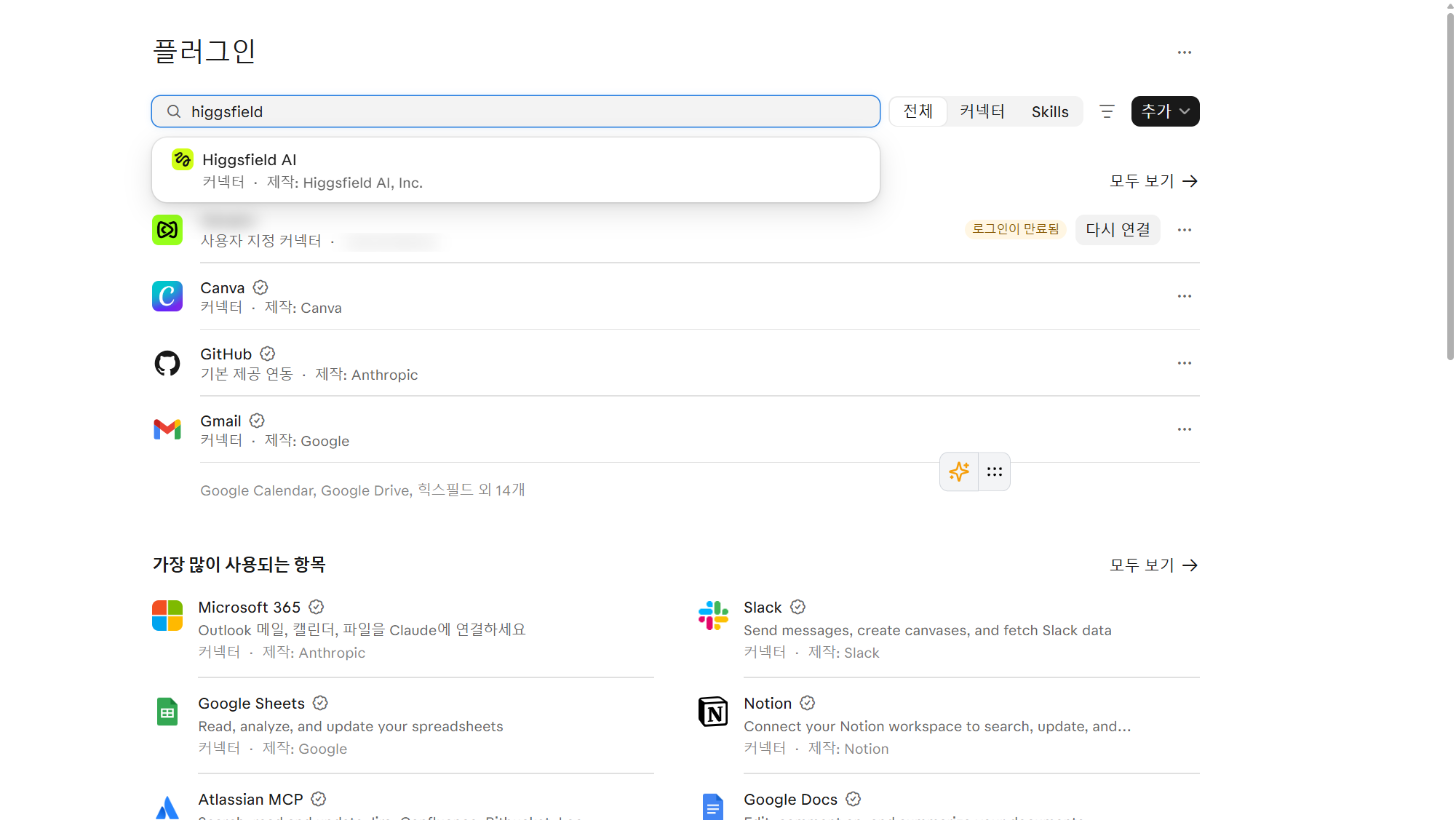 플러그인
higgsfield
전체 커넥터 Skills 추가
Higgsfield AI
커넥터 · 제작: Higgsfield AI, Inc.
모두 보기
사용자 지정 커넥터 ·
로그인이 만료됨 다시 연결
Canva
커넥터 · 제작: Canva
GitHub
기본 제공 연동 · 제작: Anthropic
Gmail
커넥터 · 제작: Google
Google Calendar, Google Drive, 힉스필드 외 14개
가장 많이 사용되는 항목 모두 보기
Microsoft 365
Outlook 메일, 캘린더, 파일을 Claude에 연결하세요
커넥터 · 제작: Anthropic
Slack
Send messages, create canvases, and fetch Slack data
커넥터 · 제작: Slack
Google Sheets
Read, analyze, and update your spreadsheets
커넥터 · 제작: Google
Notion
Connect your Notion workspace to search, update, and...
커넥터 · 제작: Notion
Atlassian MCP
Google Docs